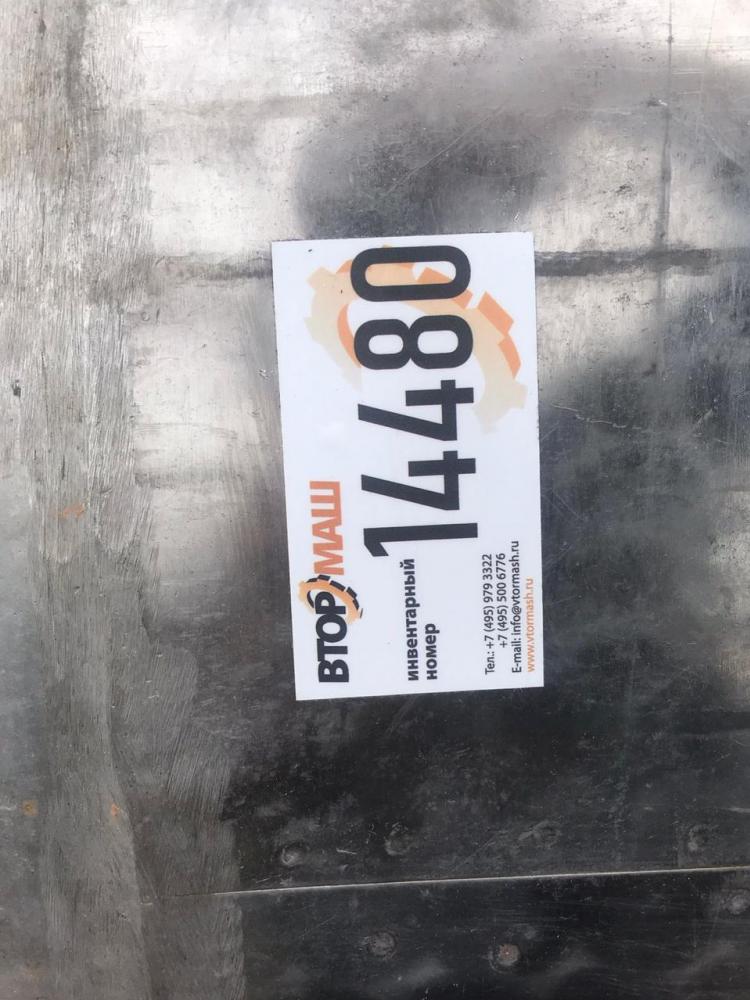 ВТОРМАШ
инвентарный
номер
14480
Тел.: +7 (495) 979 3322
+7 (495) 500 6776
E-mail: info@vtormash.ru
www.vtormash.ru